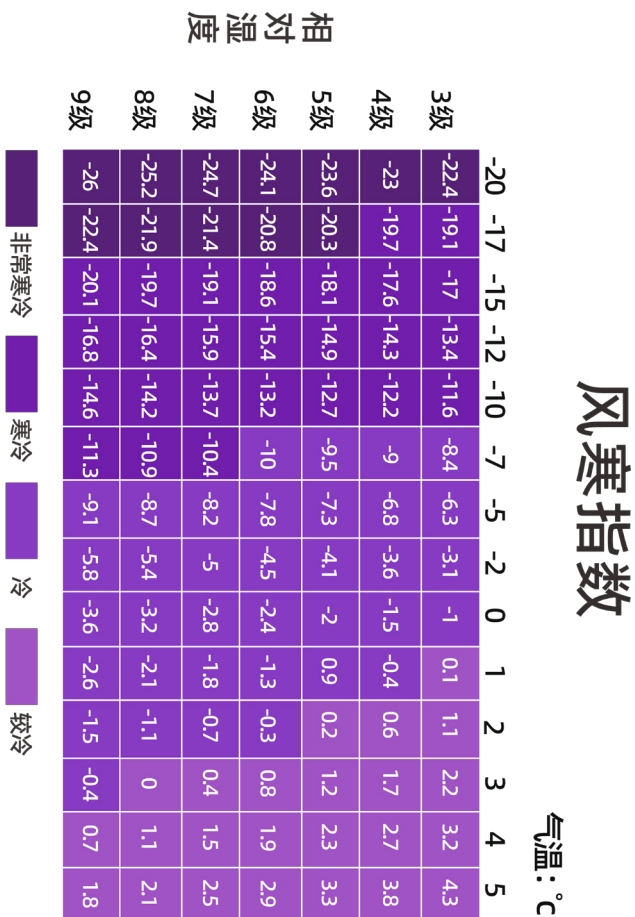 风寒指数
气温：°C
-20 -17 -15 -12 -10 -7 -5 -2 0 1 2 3 4 5
3级 -22.4 -19.1 -17 -13.4 -11.6 -8.4 -6.3 -3.1 -1 0.1 1.1 2.2 3.2 4.3
4级 -23 -19.7 -17.6 -14.3 -12.2 -9 -6.8 -3.6 -1.5 -0.4 0.6 1.7 2.7 3.8
5级 -23.6 -20.3 -18.1 -14.9 -12.7 -9.5 -7.3 -4.1 -2 0.9 0.2 1.2 2.3 3.3
6级 -24.1 -20.8 -18.6 -15.4 -13.2 -10 -7.8 -4.5 -2.4 -1.3 -0.3 0.8 1.9 2.9
7级 -24.7 -21.4 -19.1 -15.9 -13.7 -10.4 -8.2 -5 -2.8 -1.8 -0.7 0.4 1.5 2.5
8级 -25.2 -21.9 -19.7 -16.4 -14.2 -10.9 -8.7 -5.4 -3.2 -2.1 -1.1 0 1.1 2.1
9级 -26 -22.4 -20.1 -16.8 -14.6 -11.3 -9.1 -5.8 -3.6 -2.6 -1.5 -0.4 0.7 1.8
相对湿度
非常寒冷 寒冷 冷 较冷